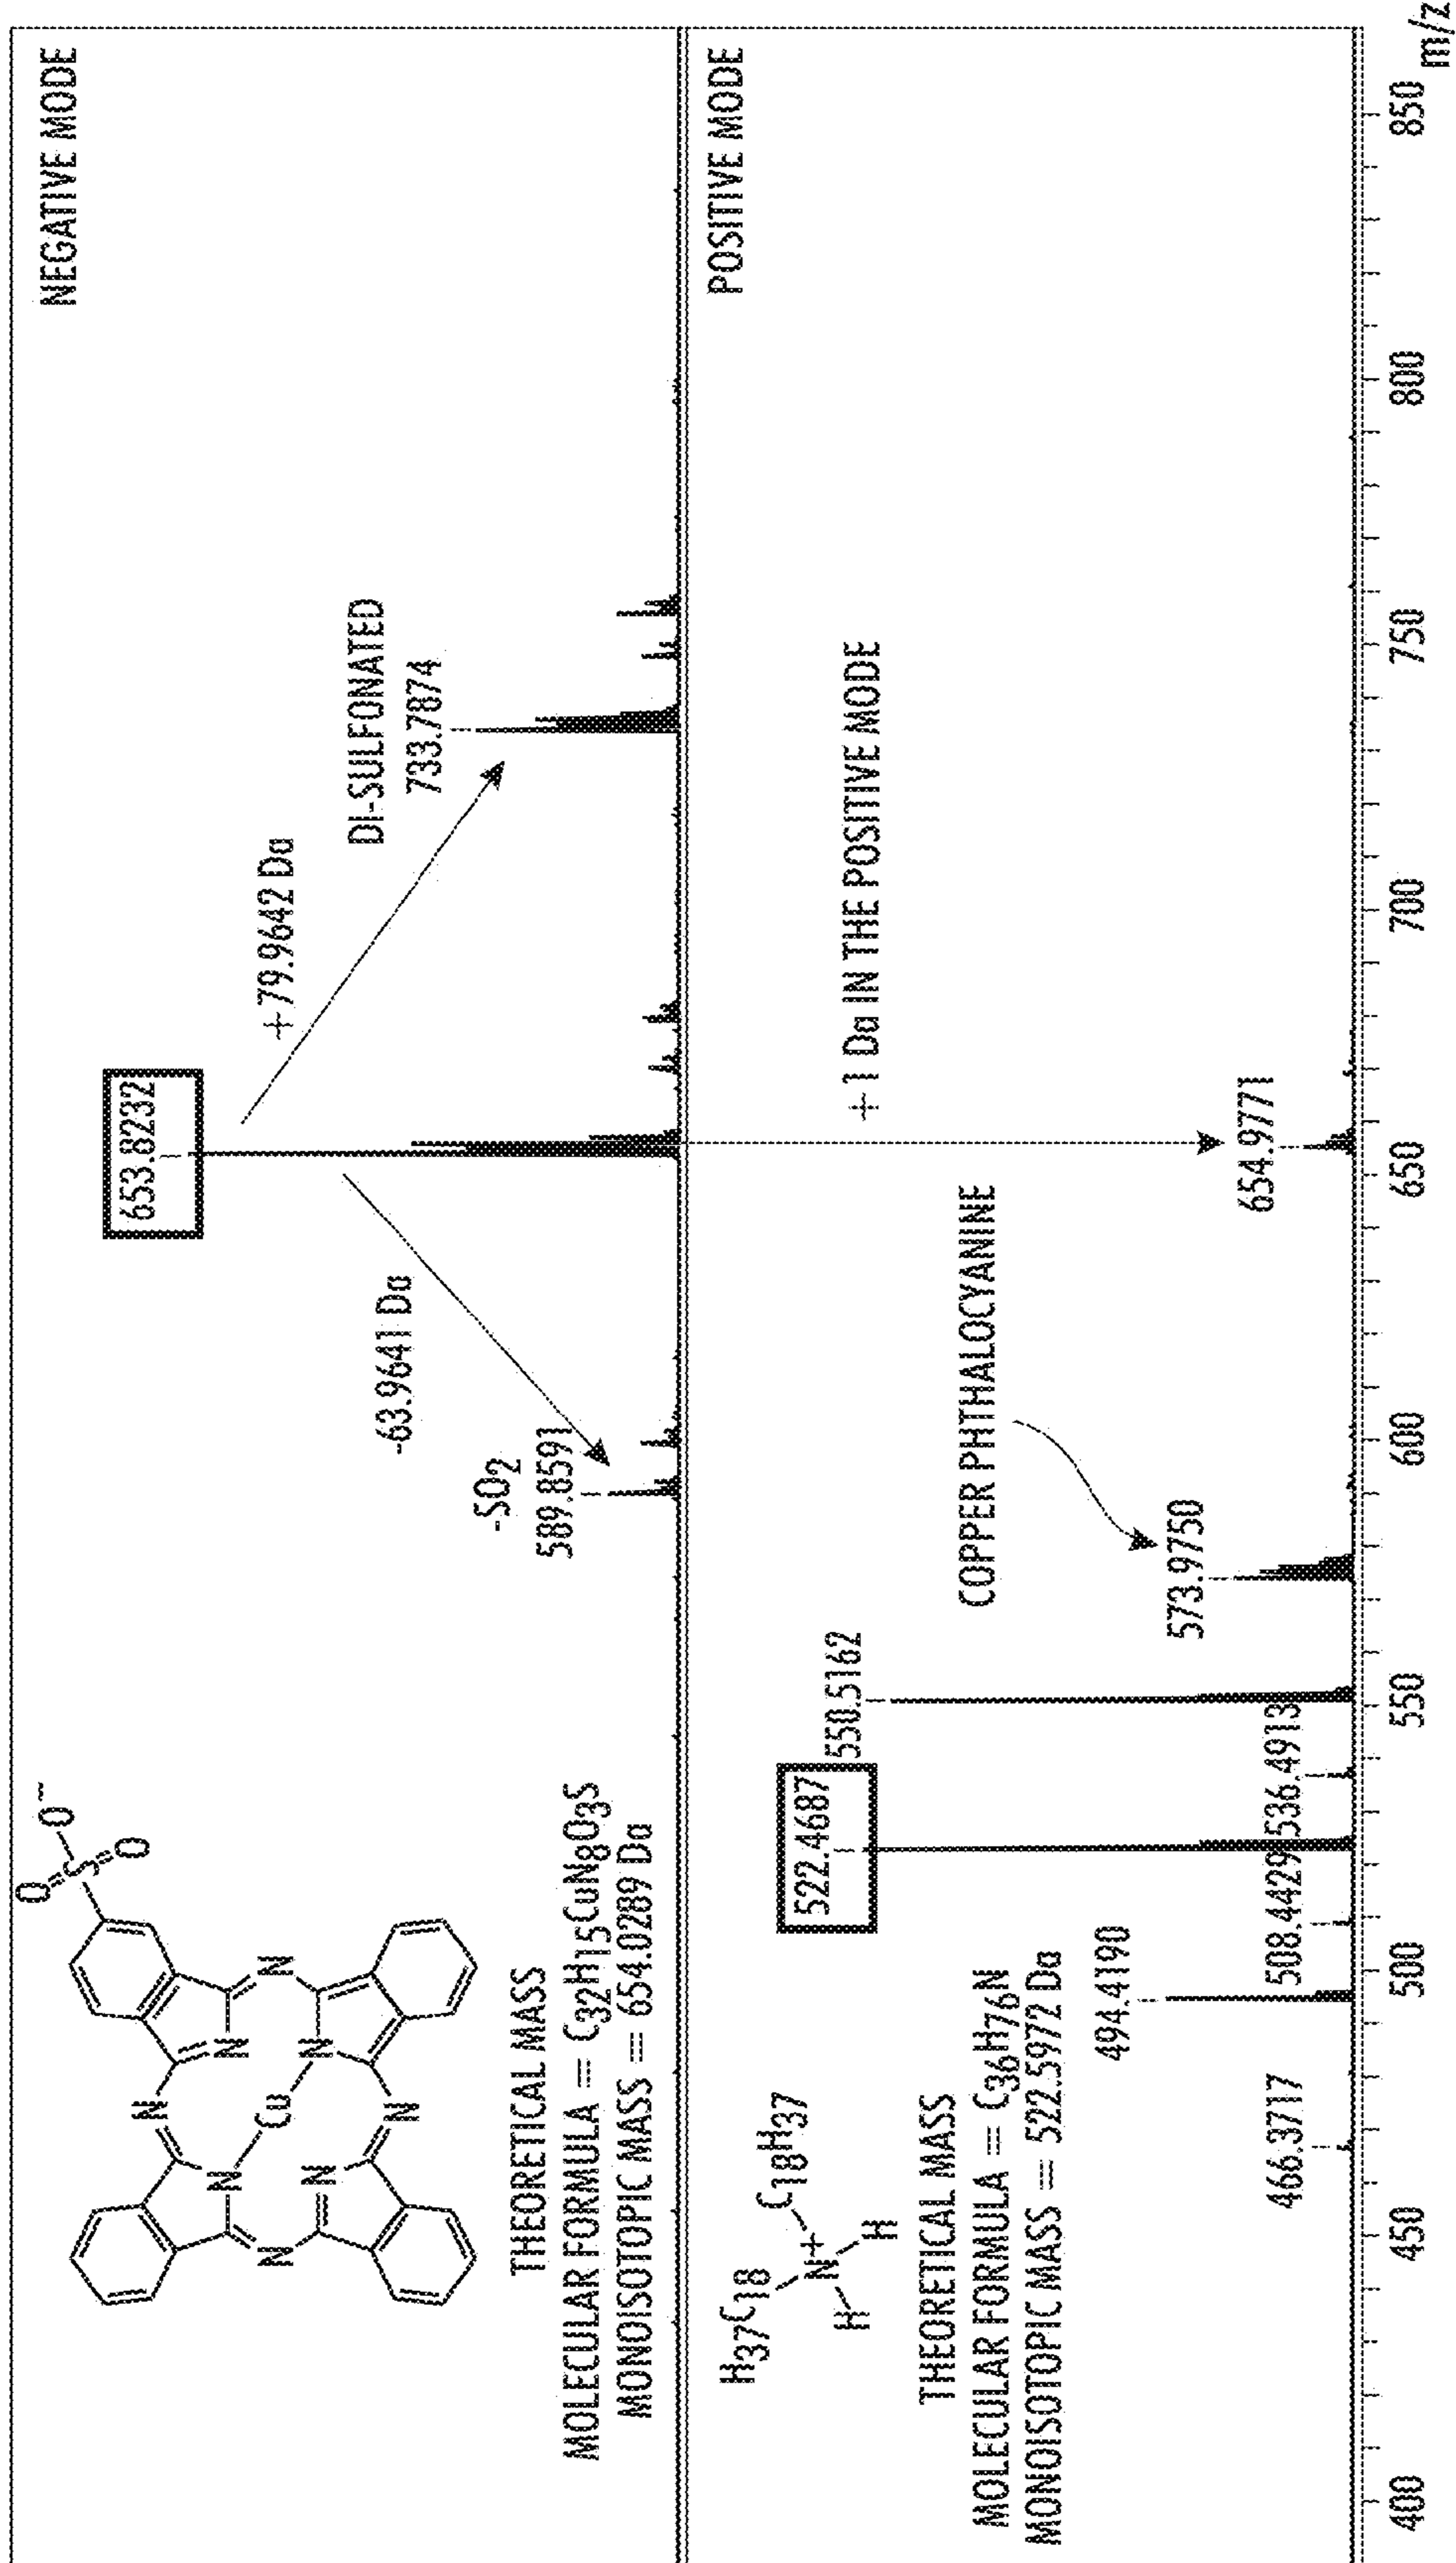 NEGATIVE MODE
653.8232
+79.9642 Da
DI-SULFONATED
733.7874
-63.9641 Da
-SO2
589.8591
O
S
O⁻
O
N
N
N
N
Cu
N
N
N
N
THEORETICAL MASS
MOLECULAR FORMULA = C32H15CuN8O3S
MONOISOTOPIC MASS = 654.0289 Da
POSITIVE MODE
+1 Da IN THE POSITIVE MODE
654.9771
COPPER PHTHALOCYANINE
573.9750
550.5162
522.4687
536.4913
508.4429
494.4190
466.3717
H37C18
C18H37
N+
H
H
THEORETICAL MASS
MOLECULAR FORMULA = C36H76N
MONOISOTOPIC MASS = 522.5972 Da
400 450 500 550 600 650 700 750 800 850
m/z